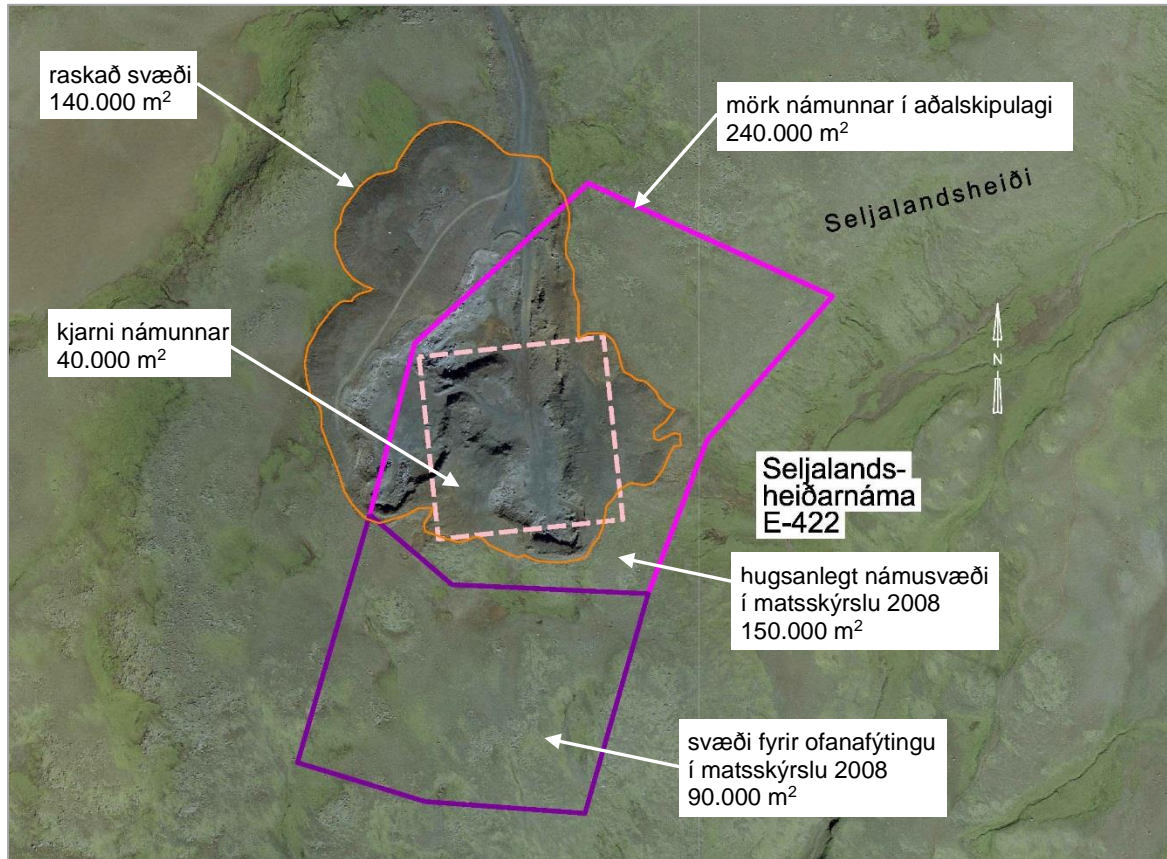 raskað svæði
140.000 m²
mörk námunnar í aðalskipulagi
240.000 m²
Seljalandsheiði
kjarni námunnar
40.000 m²
N
Seljalands-
heiðarnáma
E-422
hugsanlegt námusvæði
í matsskýrslu 2008
150.000 m²
svæði fyrir ofanafýtingu
í matsskýrslu 2008
90.000 m²